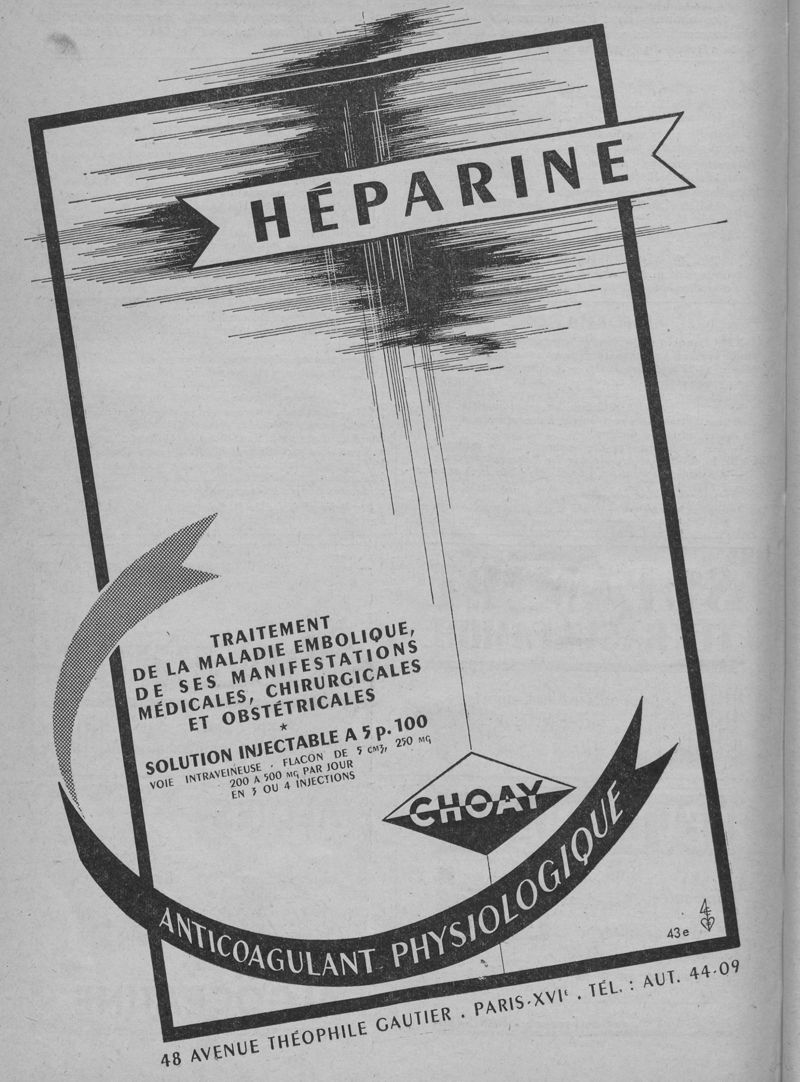 HÉPARINE
TRAITEMENT
DE LA MALADIE EMBOLIQUE,
DE SES MANIFESTATIONS
MÉDICALES, CHIRURGICALES
ET OBSTÉTRICALES
*
SOLUTION INJECTABLE A 5 p. 100
VOIE INTRAVEINEUSE . FLACON DE 5 CM3, 250 MG
200 A 500 MG PAR JOUR
EN 3 OU 4 INJECTIONS
CHOAY
ANTICOAGULANT PHYSIOLOGIQUE
43e
48 AVENUE THÉOPHILE GAUTIER . PARIS-XVIe . TÉL. : AUT. 44-09